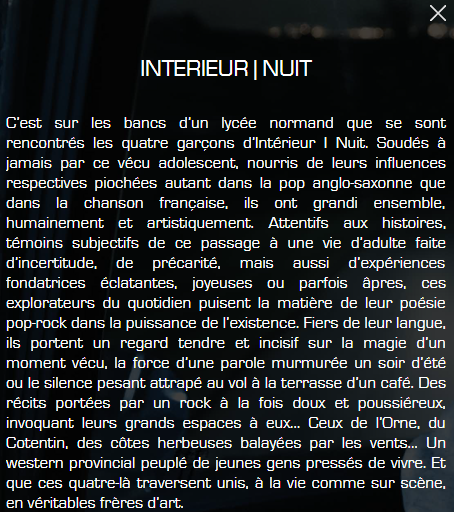 INTERIEUR | NUIT
C'est sur les bancs d'un lycée normand que se sont
rencontrés les quatre garçons d'Intérieur I Nuit. Soudés à
jamais par ce vécu adolescent, nourris de leurs influences
respectives piochées autant dans la pop anglo-saxonne que
dans la chanson française, ils ont grandi ensemble,
humainement et artistiquement. Attentifs aux histoires,
témoins subjectifs de ce passage à une vie d'adulte faite
d'incertitude, de précarité, mais aussi d'expériences
fondatrices éclatantes, joyeuses ou parfois âpres, ces
explorateurs du quotidien puisent la matière de leur poésie
pop-rock dans la puissance de l'existence. Fiers de leur langue,
ils portent un regard tendre et incisif sur la magie d'un
moment vécu, la force d'une parole murmurée un soir d'été
ou le silence pesant attrapé au vol à la terrasse d'un café. Des
récits portées par un rock à la fois doux et poussiéreux,
invoquant leurs grands espaces à eux... Ceux de l'Orne, du
Cotentin, des côtes herbeuses balayées par les vents... Un
western provincial peuplé de jeunes gens pressés de vivre. Et
que ces quatre-là traversent unis, à la vie comme sur scène,
en véritables frères d'art.